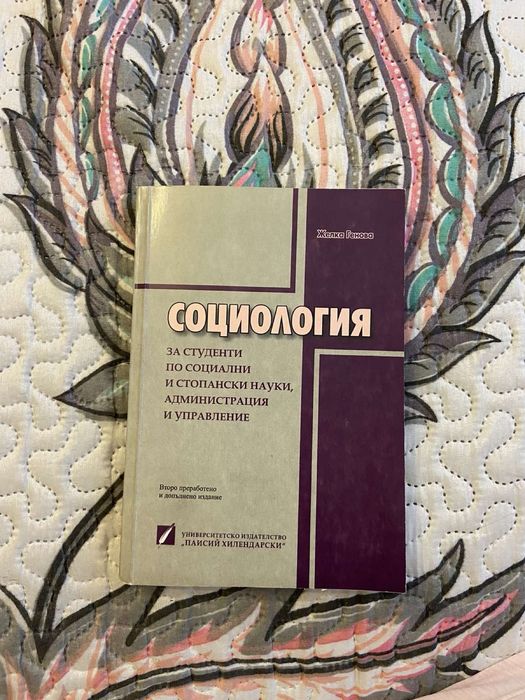 Желка Генова
СОЦИОЛОГИЯ
ЗА СТУДЕНТИ
ПО СОЦИАЛНИ
И СТОПАНСКИ НАУКИ,
АДМИНИСТРАЦИЯ
И УПРАВЛЕНИЕ
Второ преработено
и допълнено издание
УНИВЕРСИТЕТСКО ИЗДАТЕЛСТВО
„ПАИСИЙ ХИЛЕНДАРСКИ“